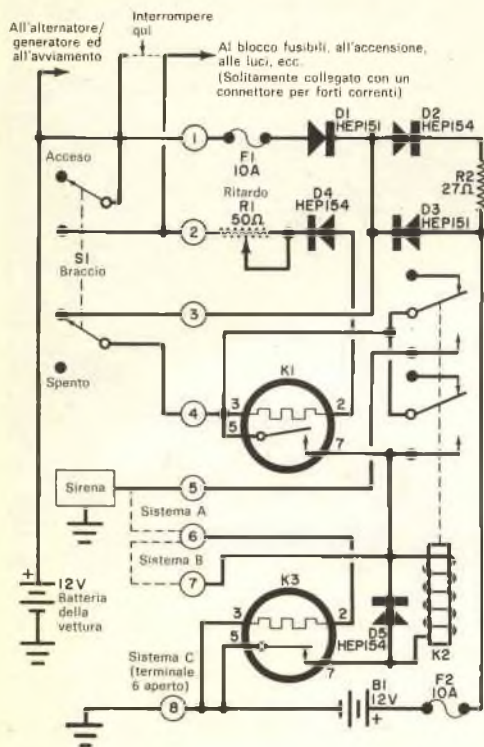 All'alternatore/
generatore ed
all'avviamento
Interrompere
qui
Al blocco fusibili, all'accensione,
alle luci, ecc.
(Solitamente collegato con un
connettore per forti correnti)
1
F1
10A
D1
HEP151
D2
HEP154
R2
27Ω
Acceso
S1
Braccio
Spento
2
Ritardo
R1
50Ω
D4
HEP154
D3
HEP151
3
4
K1
3
2
5
7
Sirena
5
Sistema A
6
Sistema B
7
+
12V
Batteria
della
vettura
K3
3
2
5
7
D5
HEP154
K2
Sistema C
(terminale
6 aperto)
8
B1
12V
+
F2
10A